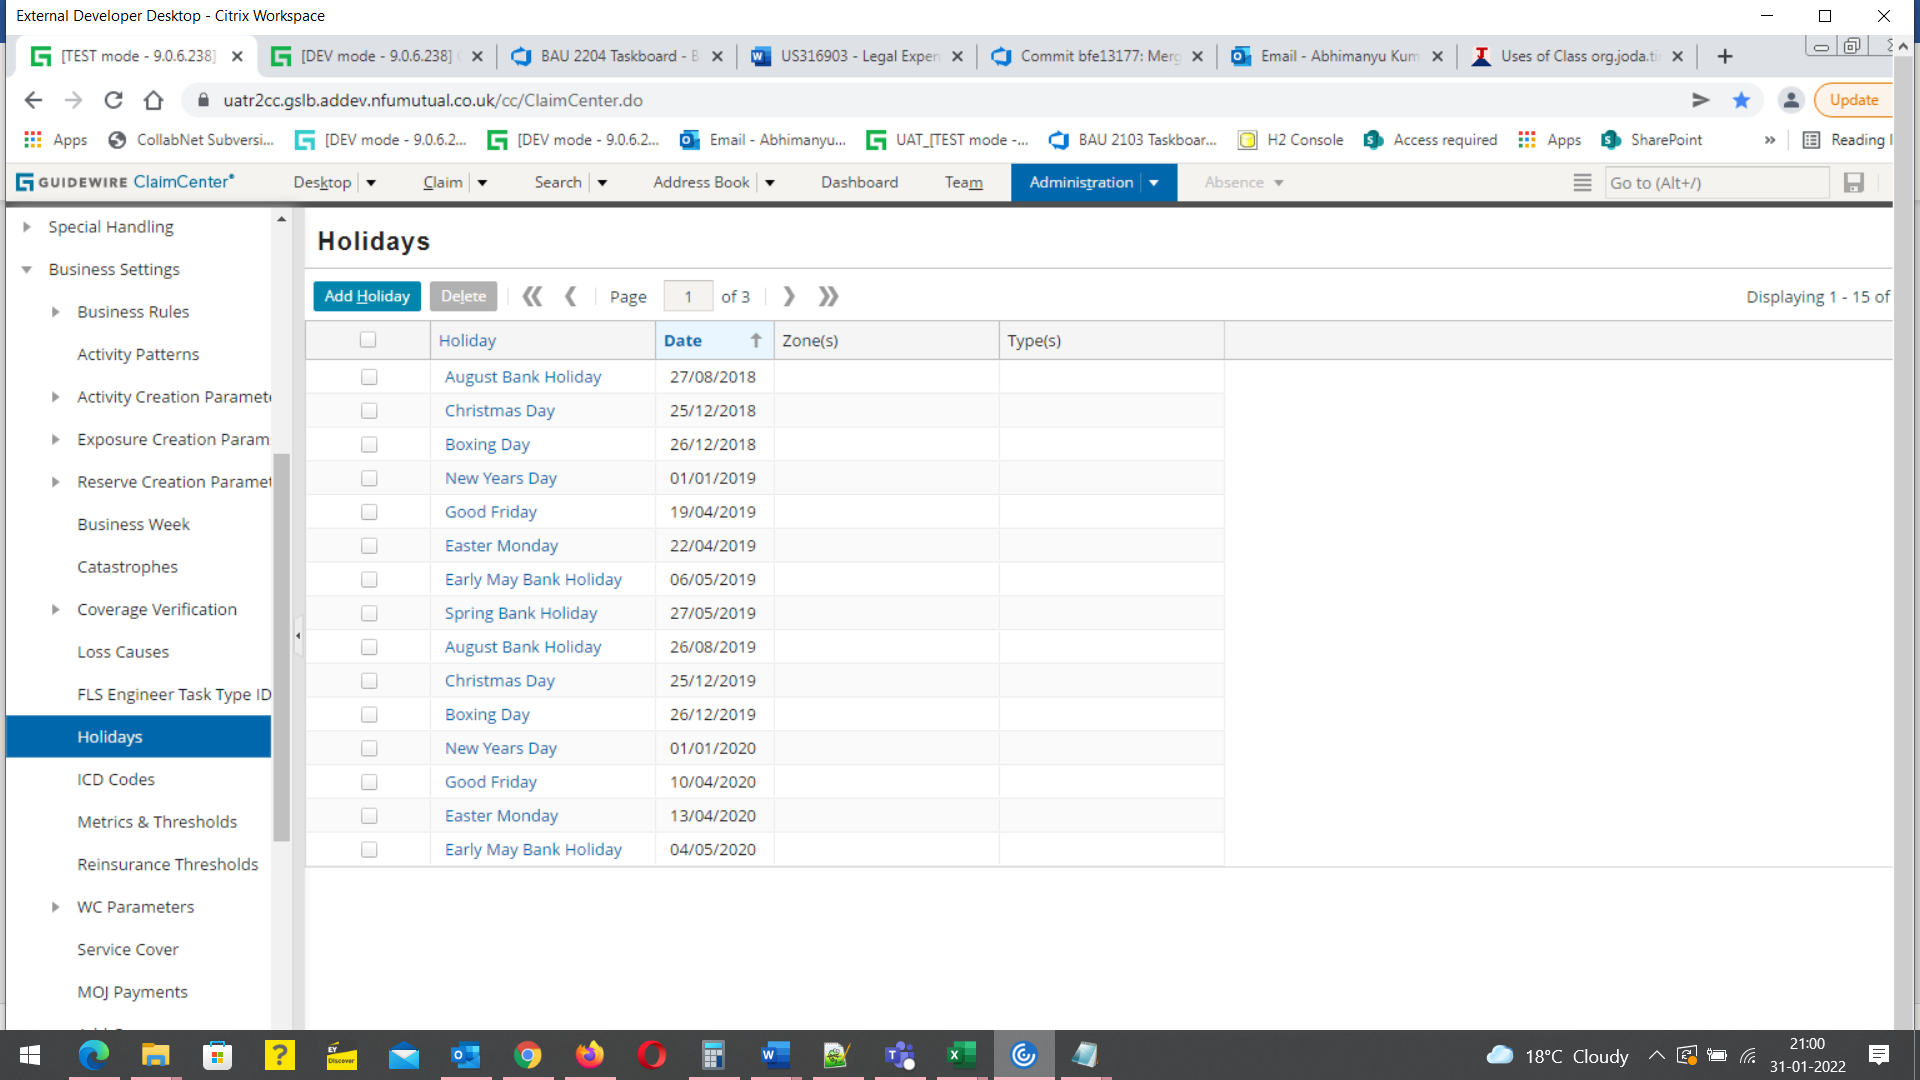 External Developer Desktop - Citrix Workspace
[TEST mode - 9.0.6.238] [DEV mode - 9.0.6.238] BAU 2204 Taskboard - US316903 - Legal Expen Commit bfe13177: Merg Email - Abhimanyu Kum Uses of Class org.joda.ti
uatr2cc.gslb.addev.nfumutual.co.uk/cc/ClaimCenter.do Update
Apps CollabNet Subversi... [DEV mode - 9.0.6.2... [DEV mode - 9.0.6.2... Email - Abhimanyu... UAT_[TEST mode -... BAU 2103 Taskboar... H2 Console Access required Apps SharePoint » Reading
GUIDEWIRE ClaimCenter Desktop Claim Search Address Book Dashboard Team Administration Absence Go to (Alt+/)
Special Handling
Business Settings
Business Rules
Activity Patterns
Activity Creation Paramet
Exposure Creation Param
Reserve Creation Paramet
Business Week
Catastrophes
Coverage Verification
Loss Causes
FLS Engineer Task Type ID
Holidays
ICD Codes
Metrics & Thresholds
Reinsurance Thresholds
WC Parameters
Service Cover
MOJ Payments
Holidays
Add Holiday Delete Page 1 of 3 Displaying 1 - 15 of
Holiday Date Zone(s) Type(s)
August Bank Holiday 27/08/2018
Christmas Day 25/12/2018
Boxing Day 26/12/2018
New Years Day 01/01/2019
Good Friday 19/04/2019
Easter Monday 22/04/2019
Early May Bank Holiday 06/05/2019
Spring Bank Holiday 27/05/2019
August Bank Holiday 26/08/2019
Christmas Day 25/12/2019
Boxing Day 26/12/2019
New Years Day 01/01/2020
Good Friday 10/04/2020
Easter Monday 13/04/2020
Early May Bank Holiday 04/05/2020
EY Discover 18°C Cloudy 21:00
31-01-2022